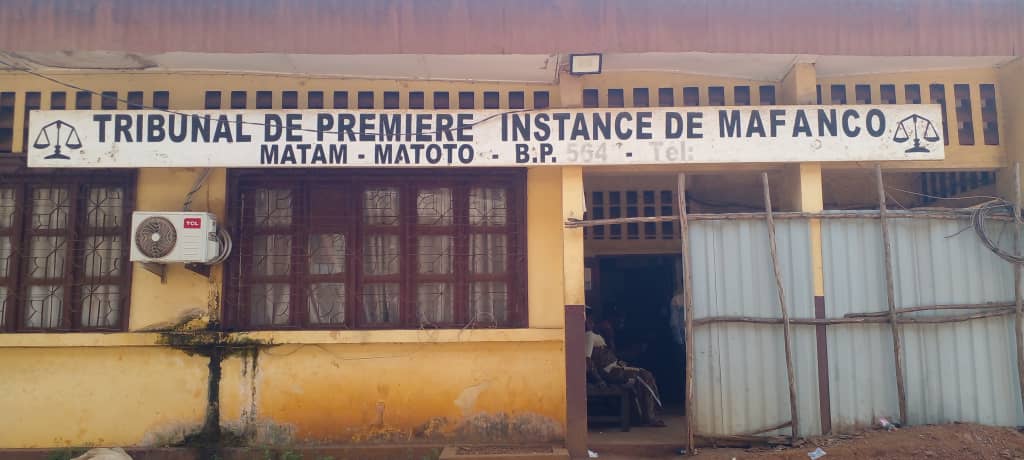 TRIBUNAL DE PREMIERE INSTANCE DE MAFANCO
MATAM - MATOTO - B.P. 564 - Tel:
TCL